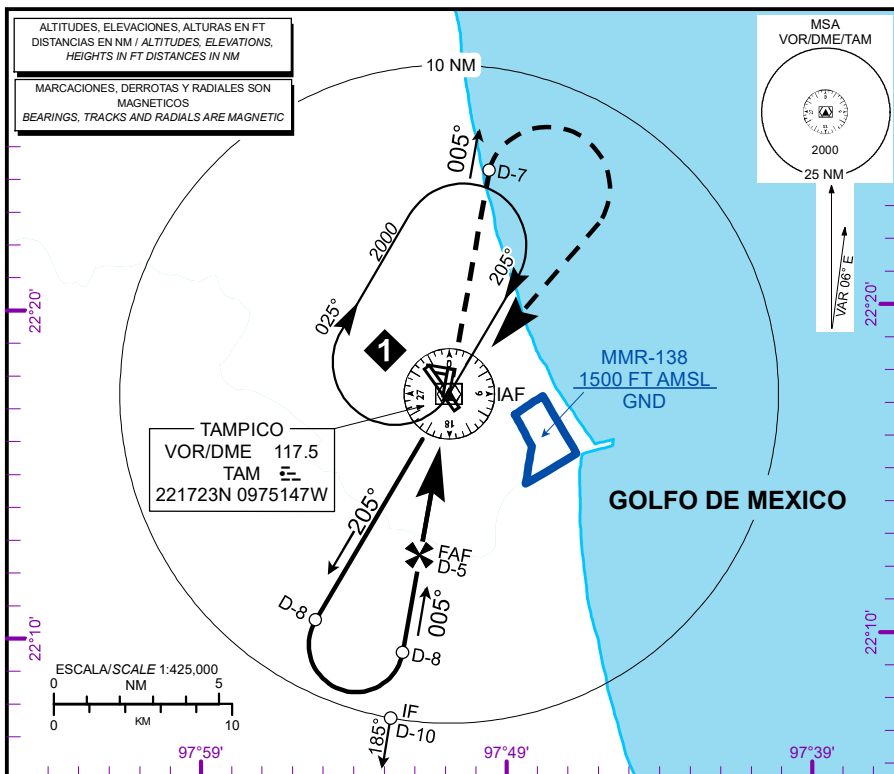 ALTITUDES, ELEVACIONES, ALTURAS EN FT
DISTANCIAS EN NM / ALTITUDES, ELEVATIONS,
HEIGHTS IN FT DISTANCES IN NM
MARCACIONES, DERROTAS Y RADIALES SON
MAGNETICOS
BEARINGS, TRACKS AND RADIALS ARE MAGNETIC
MSA
VOR/DME/TAM
2000
25 NM
VAR 06° E
10 NM
005°
D-7
2000
205°
025°
1
22°20'
22°20'
0
9
18
27
IAF
MMR-138
1500 FT AMSL
GND
TAMPICO
VOR/DME 117.5
TAM
221723N 0975147W
GOLFO DE MEXICO
205°
FAF
D-5
D-8
005°
D-8
22°10'
22°10'
ESCALA/SCALE 1:425,000
0 NM 5
0 KM 10
IF
D-10
185°
97°59'
97°49'
97°39'